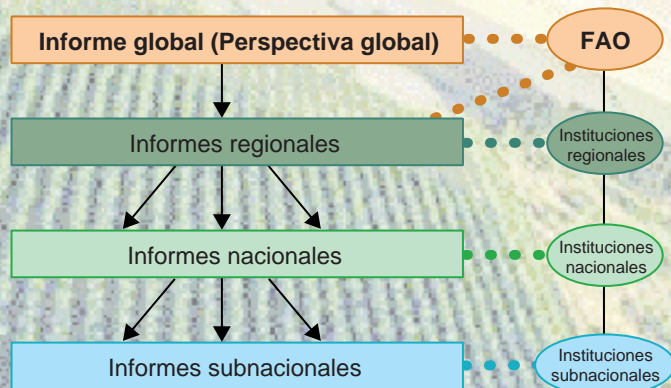 Informe global (Perspectiva global)
FAO
Informes regionales
Instituciones
regionales
Informes nacionales
Instituciones
nacionales
Informes subnacionales
Instituciones
subnacionales